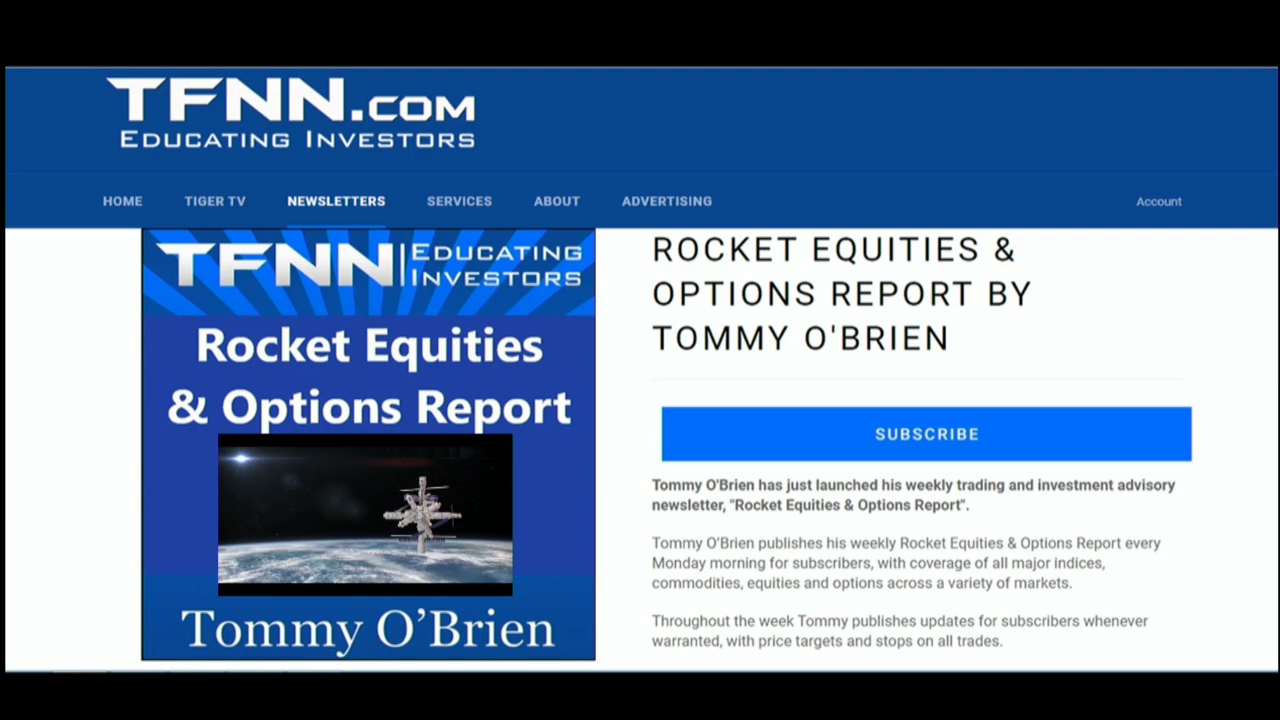 TFNN.COM
EDUCATING INVESTORS
HOME TIGER TV NEWSLETTERS SERVICES ABOUT ADVERTISING Account
TFNN EDUCATING
INVESTORS
Rocket Equities
& Options Report
Tommy O’Brien
ROCKET EQUITIES &
OPTIONS REPORT BY
TOMMY O'BRIEN
SUBSCRIBE
Tommy O'Brien has just launched his weekly trading and investment advisory
newsletter, "Rocket Equities & Options Report".
Tommy O’Brien publishes his weekly Rocket Equities & Options Report every
Monday morning for subscribers, with coverage of all major indices,
commodities, equities and options across a variety of markets.
Throughout the week Tommy publishes updates for subscribers whenever
warranted, with price targets and stops on all trades.